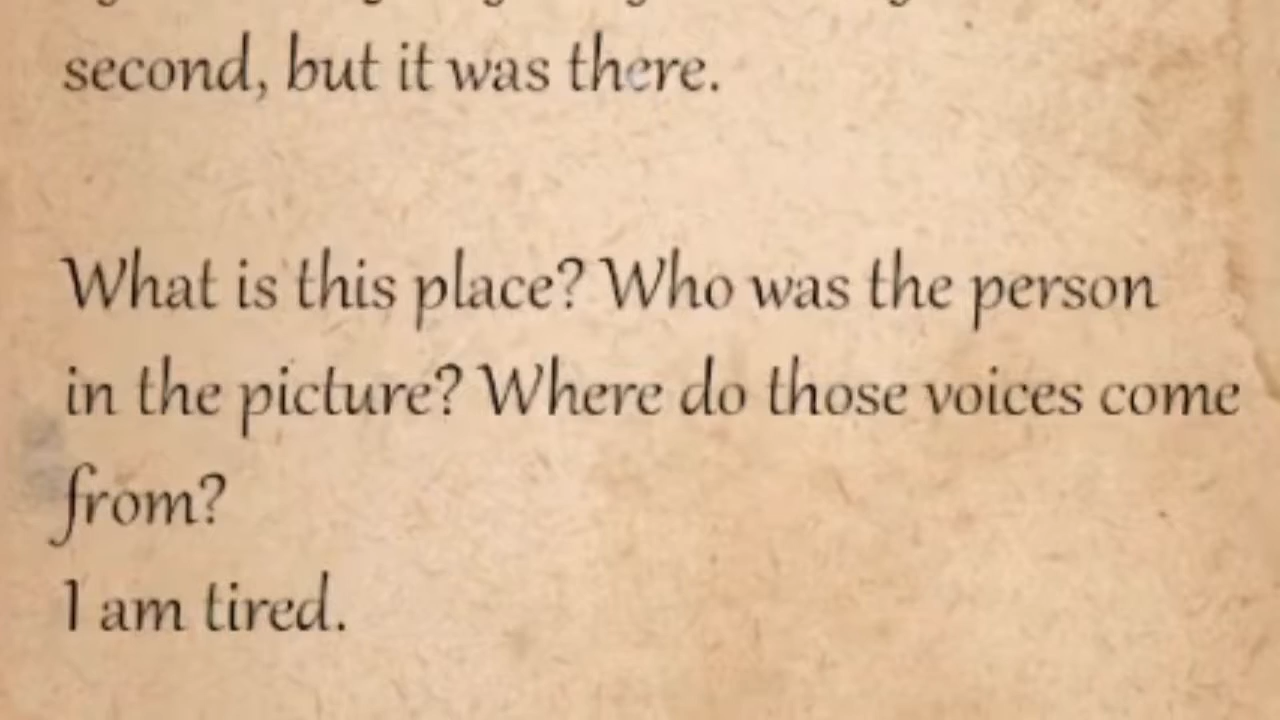 second, but it was there.
What is this place? Who was the person
in the picture? Where do those voices come
from?
I am tired.